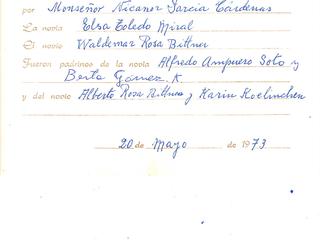 por Monseñor Nicanor García Cárdenas
La novia Elsa Toledo Miral
El novio Waldemar Rosa Bittner
Fueron padrinos de la novia Alfredo Ampuero Soto y
Berta Gómez K.
y del novio Alberto Rosa Bittner y Karin Hoelinchen
20 de Mayo de 1973